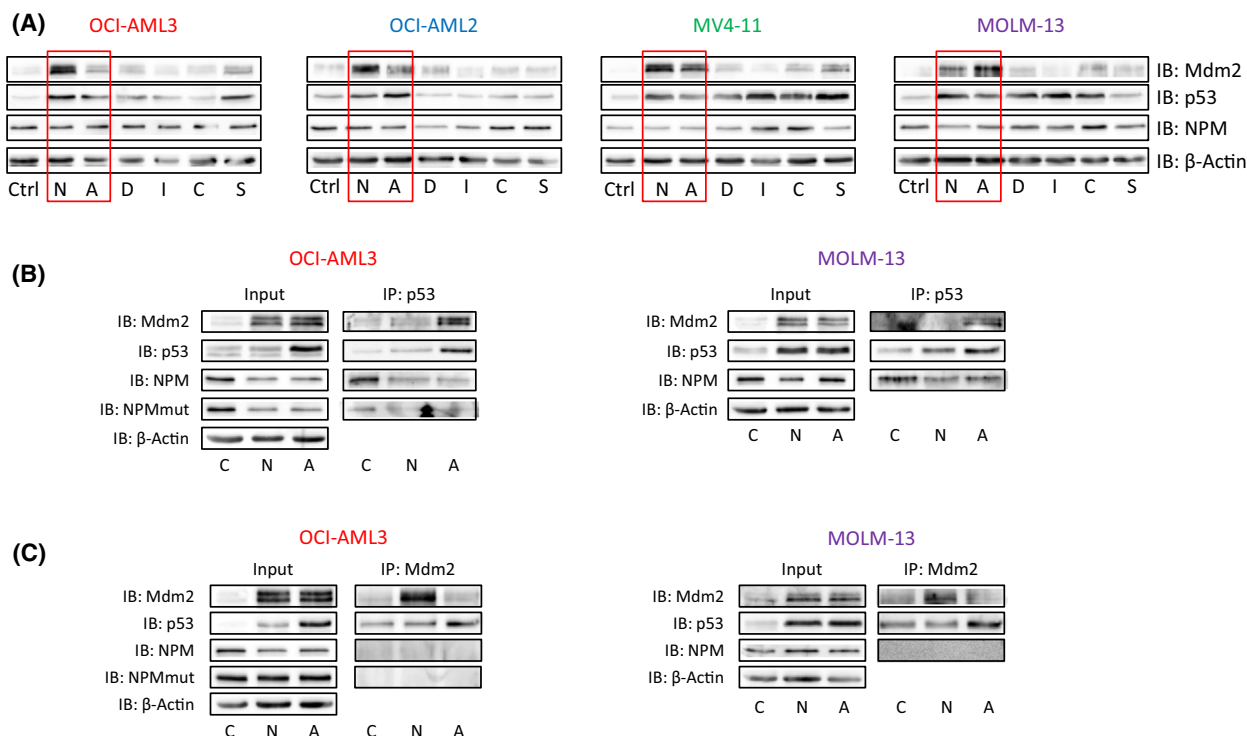 (A)
OCI-AML3 OCI-AML2 MV4-11 MOLM-13
IB: Mdm2
IB: p53
IB: NPM
IB: β-Actin
Ctrl N A D I C S Ctrl N A D I C S Ctrl N A D I C S Ctrl N A D I C S
(B)
OCI-AML3 MOLM-13
Input IP: p53 Input IP: p53
IB: Mdm2 IB: Mdm2
IB: p53 IB: p53
IB: NPM IB: NPM
IB: NPMmut IB: β-Actin
IB: β-Actin
C N A C N A C N A C N A
(C)
OCI-AML3 MOLM-13
Input IP: Mdm2 Input IP: Mdm2
IB: Mdm2 IB: Mdm2
IB: p53 IB: p53
IB: NPM IB: NPM
IB: NPMmut IB: β-Actin
IB: β-Actin
C N A C N A C N A C N A